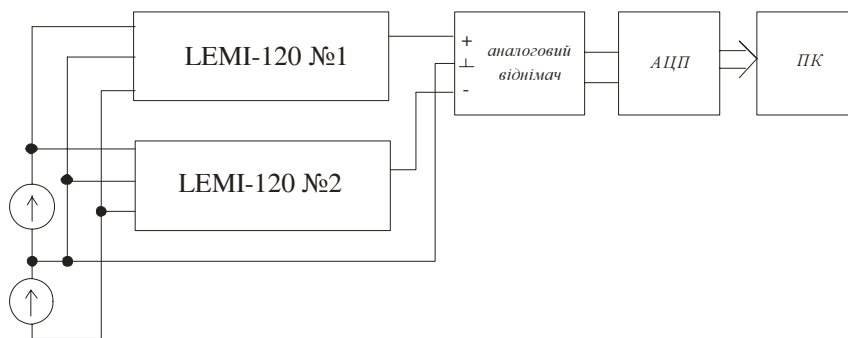 LEMI-120 №1
+
⊥
-
аналоговий
віднімач
АЦП
ПК
LEMI-120 №2